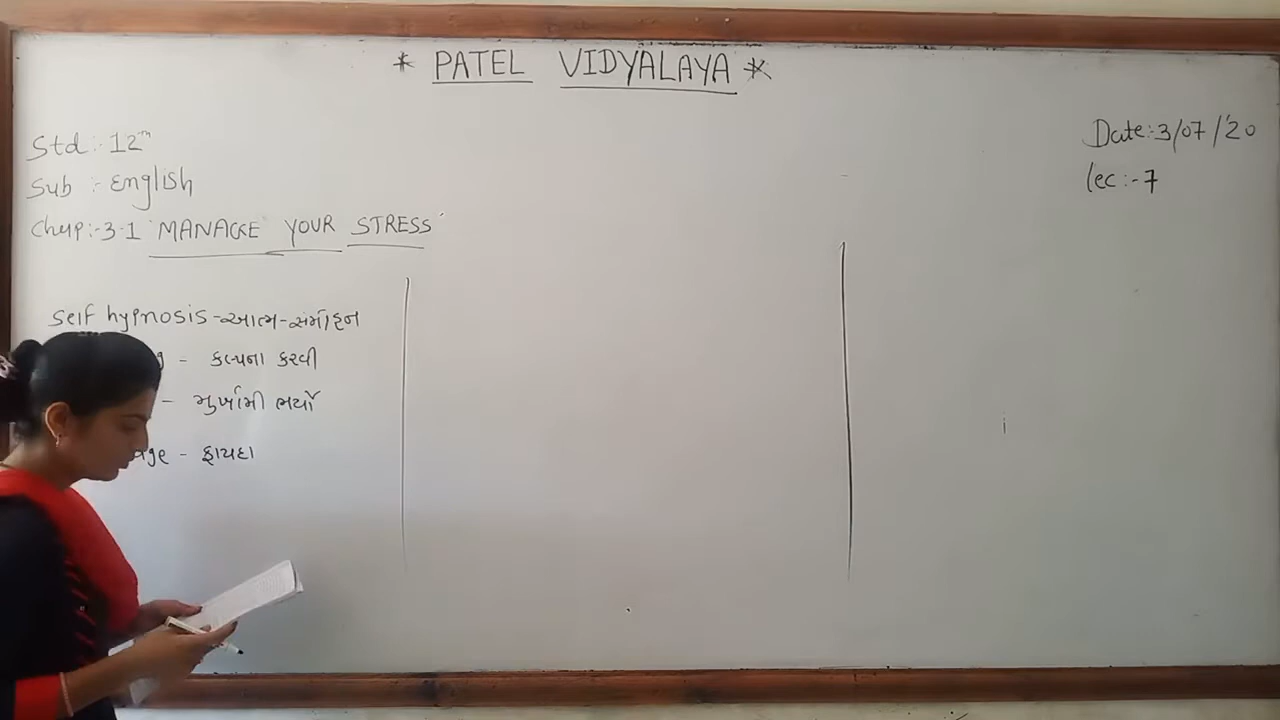 * PATEL VIDYALAYA *
Std:- 12th
Date:- 3/07/'20
Sub :- English
lec:- 7
Chap:- 3.1 "MANAGE YOUR STRESS"
self hypnosis - આત્મ-સંમોહન
- કલ્પના કરવી
- મુર્ખામી ભર્યો
- ફાયદા